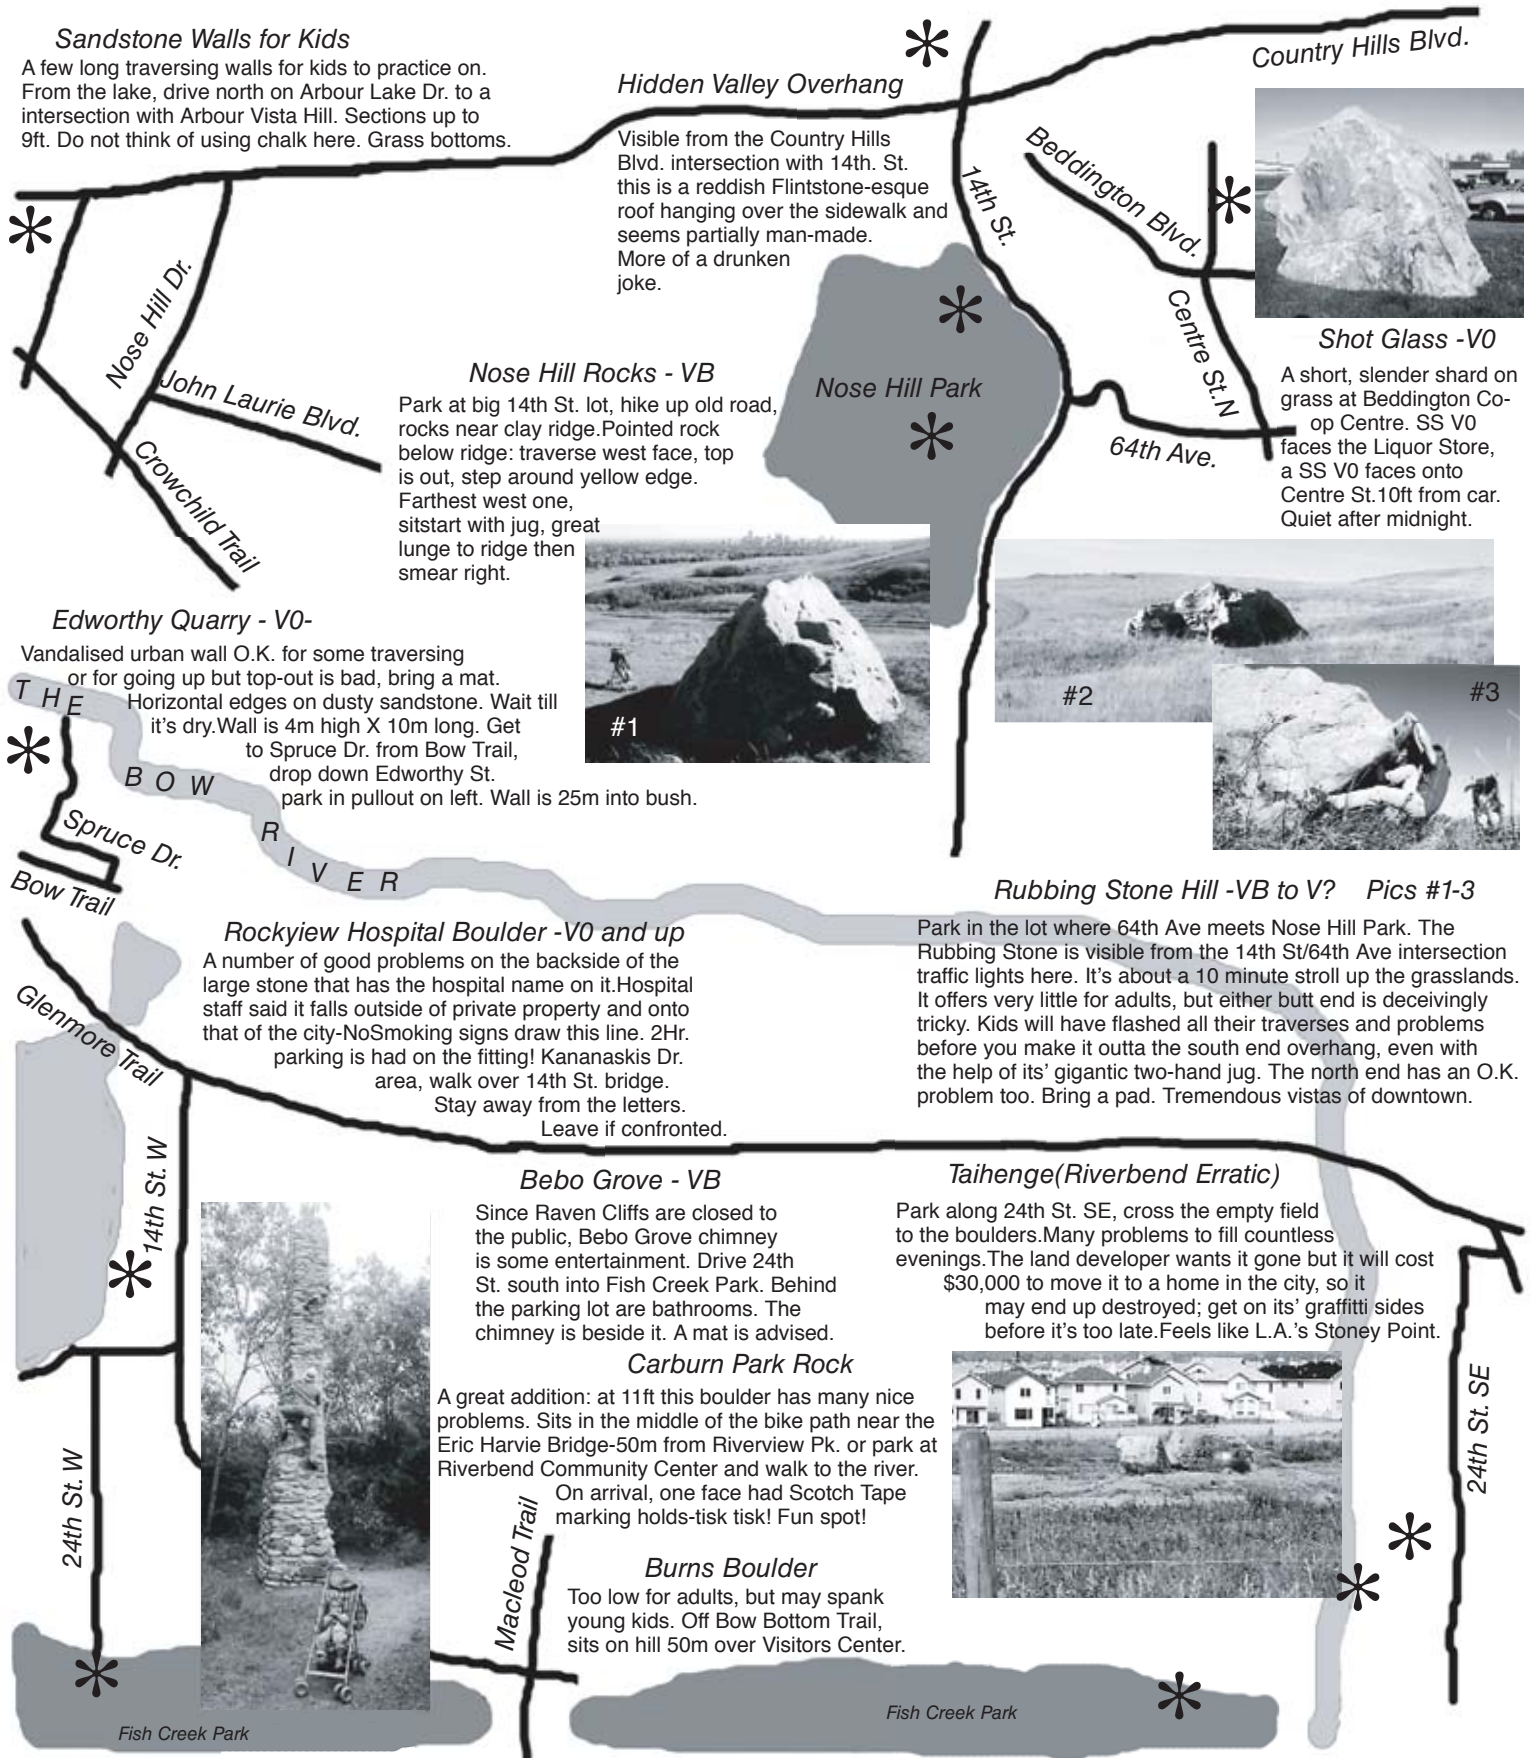 Sandstone Walls for Kids
A few long traversing walls for kids to practice on.
From the lake, drive north on Arbour Lake Dr. to a
intersection with Arbour Vista Hill. Sections up to
9ft. Do not think of using chalk here. Grass bottoms.
Hidden Valley Overhang
Visible from the Country Hills
Blvd. intersection with 14th. St.
this is a reddish Flintstone-esque
roof hanging over the sidewalk and
seems partially man-made.
More of a drunken
joke.
Country Hills Blvd.
14th St.
Beddington Blvd.
Centre St.N
64th Ave.
Nose Hill Park
Nose Hill Dr.
John Laurie Blvd.
Crowchild Trail
Shot Glass -V0
A short, slender shard on
grass at Beddington Co-
op Centre. SS V0
faces the Liquor Store,
a SS V0 faces onto
Centre St.10ft from car.
Quiet after midnight.
Nose Hill Rocks - VB
Park at big 14th St. lot, hike up old road,
rocks near clay ridge.Pointed rock
below ridge: traverse west face, top
is out, step around yellow edge.
Farthest west one,
sitstart with jug, great
lunge to ridge then
smear right.
#1
#2
#3
Edworthy Quarry - V0-
Vandalised urban wall O.K. for some traversing
or for going up but top-out is bad, bring a mat.
Horizontal edges on dusty sandstone. Wait till
it's dry.Wall is 4m high X 10m long. Get
to Spruce Dr. from Bow Trail,
drop down Edworthy St.
park in pullout on left. Wall is 25m into bush.
THE BOW RIVER
Spruce Dr.
Bow Trail
Rubbing Stone Hill -VB to V? Pics #1-3
Park in the lot where 64th Ave meets Nose Hill Park. The
Rubbing Stone is visible from the 14th St/64th Ave intersection
traffic lights here. It's about a 10 minute stroll up the grasslands.
It offers very little for adults, but either butt end is deceivingly
tricky. Kids will have flashed all their traverses and problems
before you make it outta the south end overhang, even with
the help of its' gigantic two-hand jug. The north end has an O.K.
problem too. Bring a pad. Tremendous vistas of downtown.
Rockyiew Hospital Boulder -V0 and up
A number of good problems on the backside of the
large stone that has the hospital name on it.Hospital
staff said it falls outside of private property and onto
that of the city-NoSmoking signs draw this line. 2Hr.
parking is had on the fitting! Kananaskis Dr.
area, walk over 14th St. bridge.
Stay away from the letters.
Leave if confronted.
Glenmore Trail
14th St. W
24th St. W
Bebo Grove - VB
Since Raven Cliffs are closed to
the public, Bebo Grove chimney
is some entertainment. Drive 24th
St. south into Fish Creek Park. Behind
the parking lot are bathrooms. The
chimney is beside it. A mat is advised.
Taihenge(Riverbend Erratic)
Park along 24th St. SE, cross the empty field
to the boulders.Many problems to fill countless
evenings.The land developer wants it gone but it will cost
$30,000 to move it to a home in the city, so it
may end up destroyed; get on its' graffitti sides
before it's too late.Feels like L.A.'s Stoney Point.
24th St. SE
Carburn Park Rock
A great addition: at 11ft this boulder has many nice
problems. Sits in the middle of the bike path near the
Eric Harvie Bridge-50m from Riverview Pk. or park at
Riverbend Community Center and walk to the river.
On arrival, one face had Scotch Tape
marking holds-tisk tisk! Fun spot!
Macleod Trail
Burns Boulder
Too low for adults, but may spank
young kids. Off Bow Bottom Trail,
sits on hill 50m over Visitors Center.
Fish Creek Park
Fish Creek Park